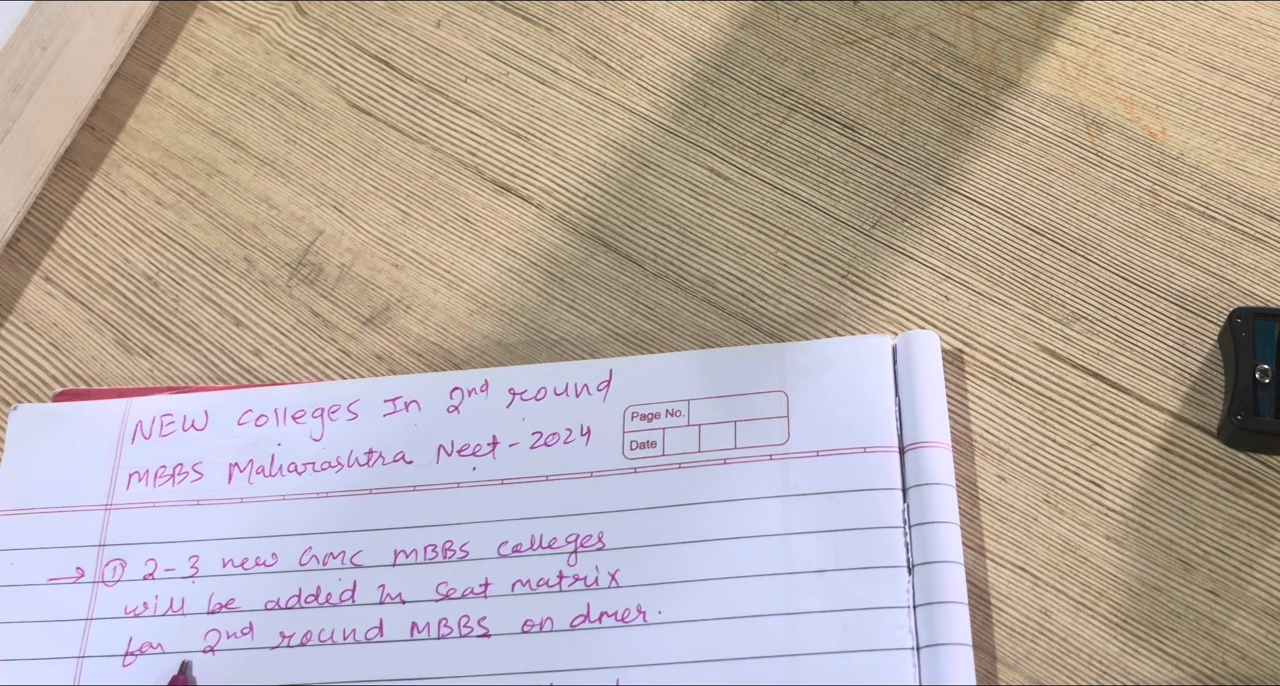 NEW Colleges In 2nd round
MBBS Maharashtra Neet - 2024
Page No.
Date
→ ① 2-3 new GMC MBBS Colleges
will be added in Seat matrix
for 2nd round MBBS on dmer.